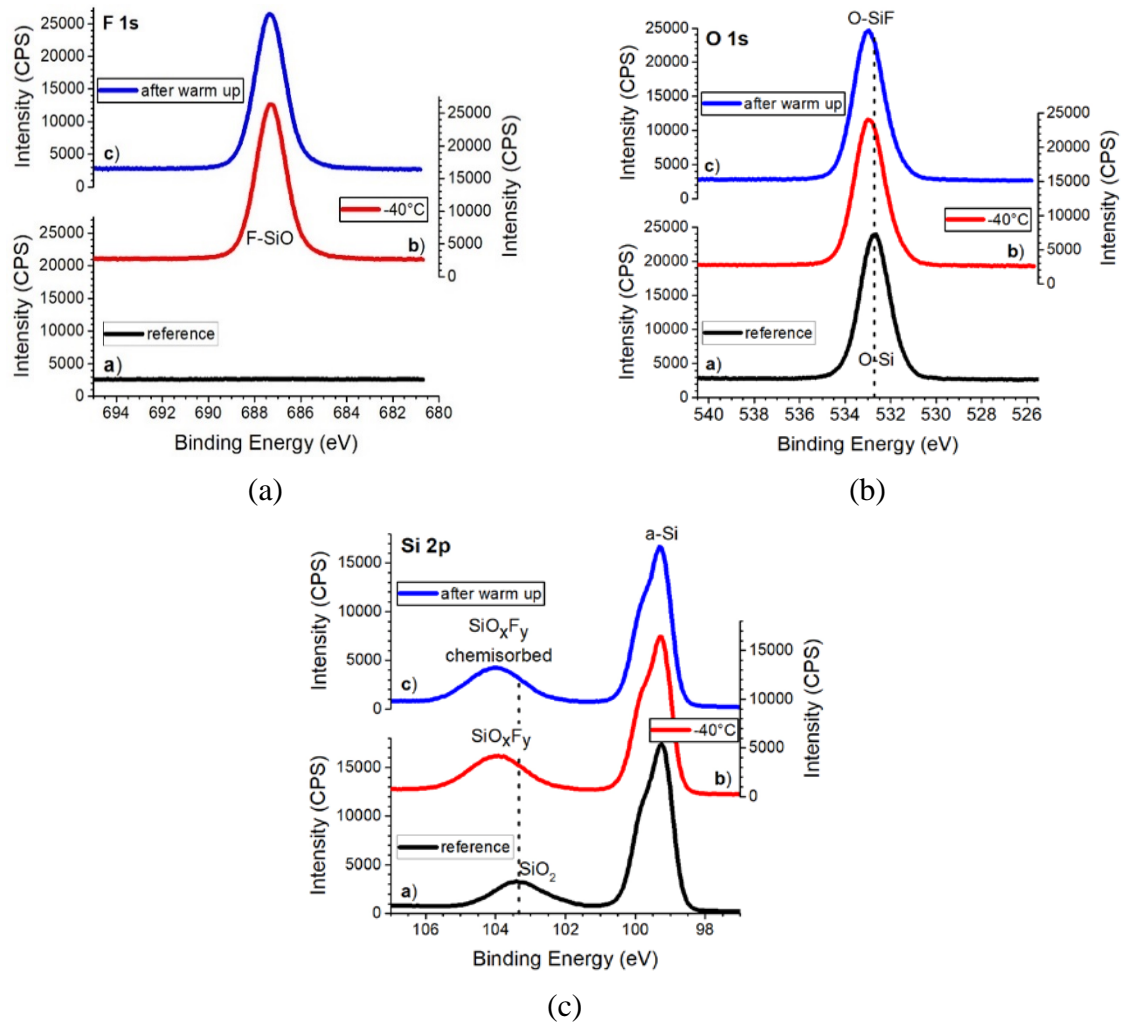 F 1s
Intensity (CPS)
25000
20000
15000
10000
5000
0
after warm up
c)
Intensity (CPS)
25000
20000
15000
10000
5000
0
-40°C
b)
F-SiO
Intensity (CPS)
25000
20000
15000
10000
5000
0
reference
a)
694 692 690 688 686 684 682 680
Binding Energy (eV)
(a)
O 1s
O-SiF
Intensity (CPS)
25000
20000
15000
10000
5000
0
after warm up
c)
Intensity (CPS)
25000
20000
15000
10000
5000
0
-40°C
b)
Intensity (CPS)
25000
20000
15000
10000
5000
0
reference
a)
O-Si
540 538 536 534 532 530 528 526
Binding Energy (eV)
(b)
Si 2p
a-Si
Intensity (CPS)
15000
10000
5000
0
after warm up
SiOxFy
chemisorbed
c)
Intensity (CPS)
15000
10000
5000
0
-40°C
SiOxFy
b)
Intensity (CPS)
15000
10000
5000
0
reference
SiO2
a)
106 104 102 100 98
Binding Energy (eV)
(c)